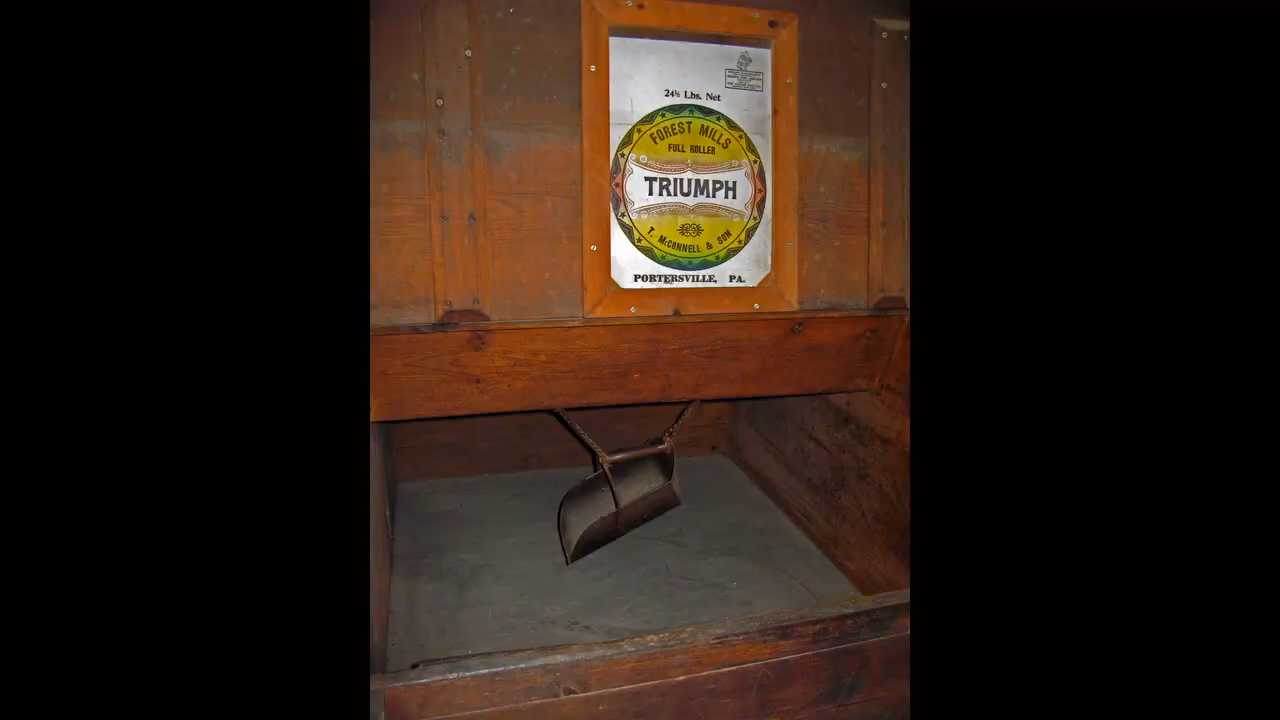 24½ Lbs. Net
FOREST MILLS
FULL ROLLER
TRIUMPH
T. McCONNELL & SON
PORTERSVILLE, PA.